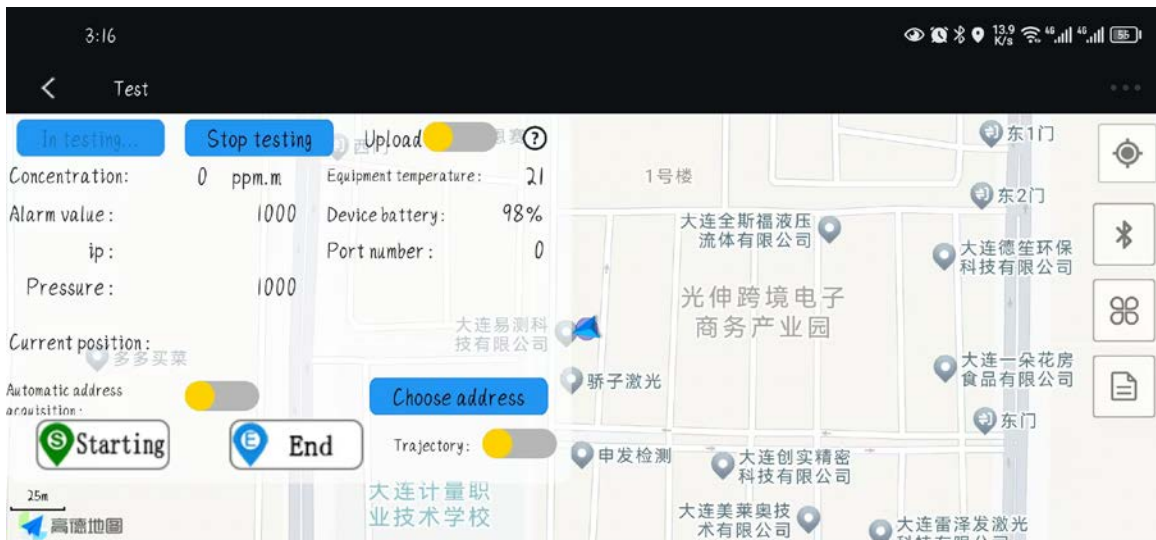 3:16
13.9
K/s
4G
4G
55
Test
In testing...
Stop testing
Upload
?
Concentration:
0 ppm.m
Equipment temperature:
21
Alarm value:
1000
Device battery:
98%
ip:
Port number:
0
Pressure:
1000
Current position:
Automatic address
acquisition:
Choose address
S Starting
E End
Trajectory:
25m
高德地图
多多买菜
大连易测科
技有限公司
大连计量职
业技术学校
1号楼
东1门
东2门
大连全斯福液压
流体有限公司
大连德笙环保
科技有限公司
光伸跨境电子
商务产业园
骄子激光
大连一朵花房
食品有限公司
东门
申发检测
大连创实精密
科技有限公司
大连美莱奥技
术有限公司
大连雷泽发激光
科技有限公司